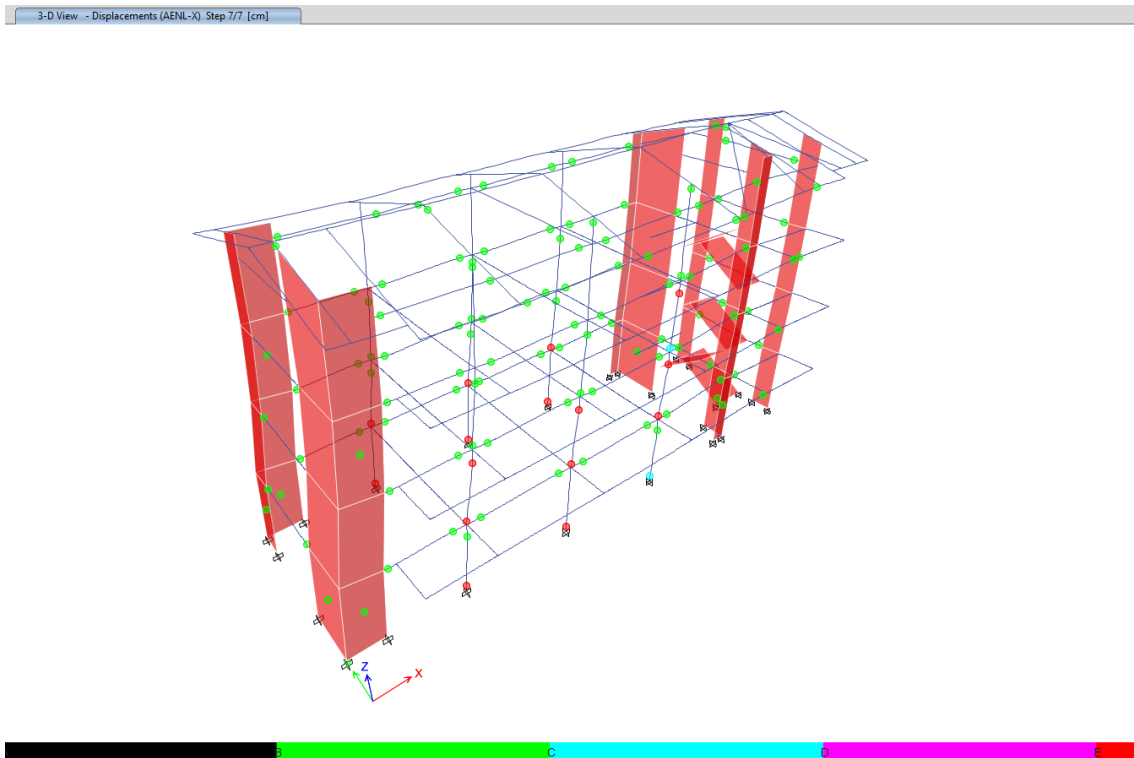 3-D View - Displacements (AENL-X) Step 7/7 [cm]
Z
X
B C D E